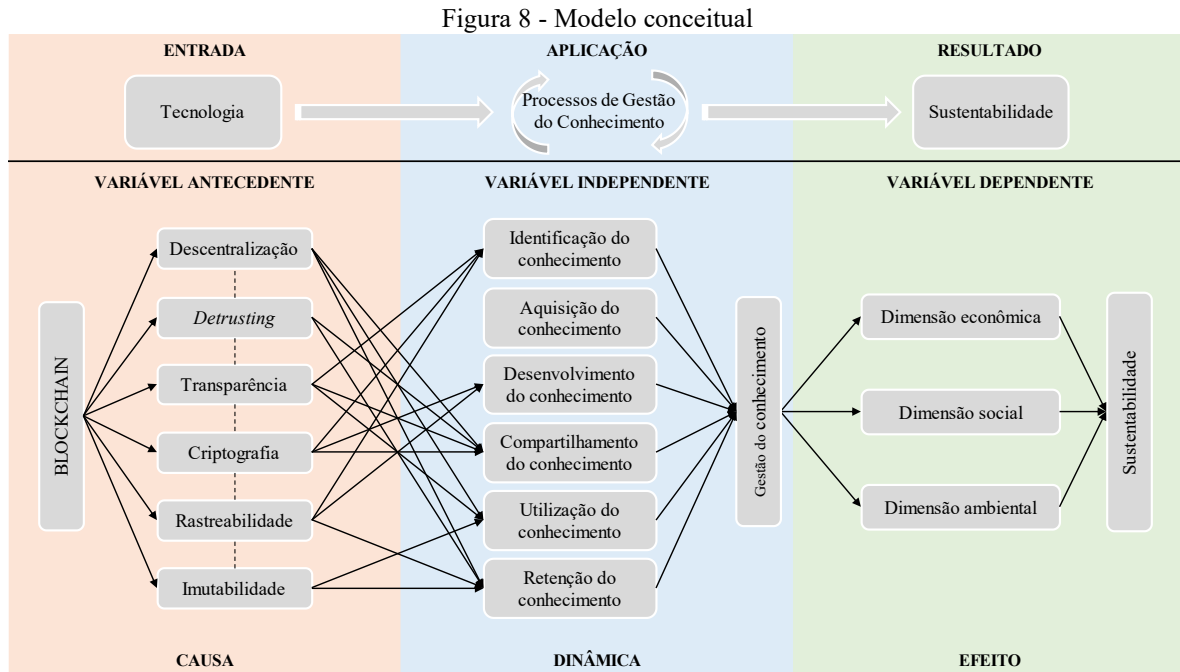 Figura 8 - Modelo conceitual
ENTRADA
APLICAÇÃO
RESULTADO
Tecnologia
Processos de Gestão
do Conhecimento
Sustentabilidade
VARIÁVEL ANTECEDENTE
VARIÁVEL INDEPENDENTE
VARIÁVEL DEPENDENTE
BLOCKCHAIN
Descentralização
Detrusting
Transparência
Criptografia
Rastreabilidade
Imutabilidade
Identificação do
conhecimento
Aquisição do
conhecimento
Desenvolvimento
do conhecimento
Compartilhamento
do conhecimento
Utilização do
conhecimento
Retenção do
conhecimento
Gestão do conhecimento
Dimensão econômica
Dimensão social
Dimensão ambiental
Sustentabilidade
CAUSA
DINÂMICA
EFEITO